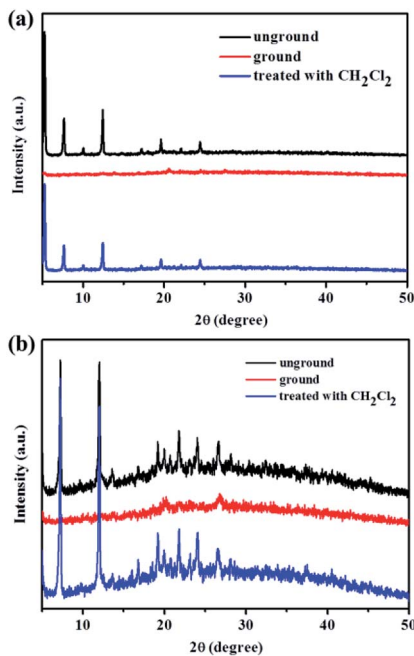 (a)
unground
ground
treated with CH2Cl2
Intensity (a.u.)
10 20 30 40 50
2θ (degree)
(b)
unground
ground
treated with CH2Cl2
Intensity (a.u.)
10 20 30 40 50
2θ (degree)